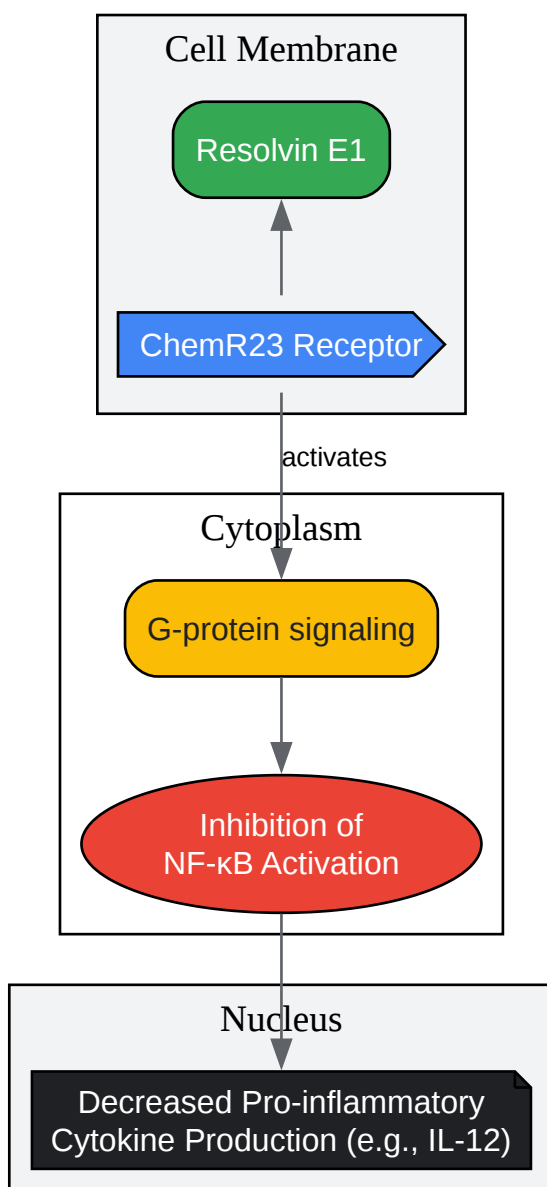 Cell Membrane
Resolvin E1
ChemR23 Receptor
activates
Cytoplasm
G-protein signaling
Inhibition of
NF-κB Activation
Nucleus
Decreased Pro-inflammatory
Cytokine Production (e.g., IL-12)